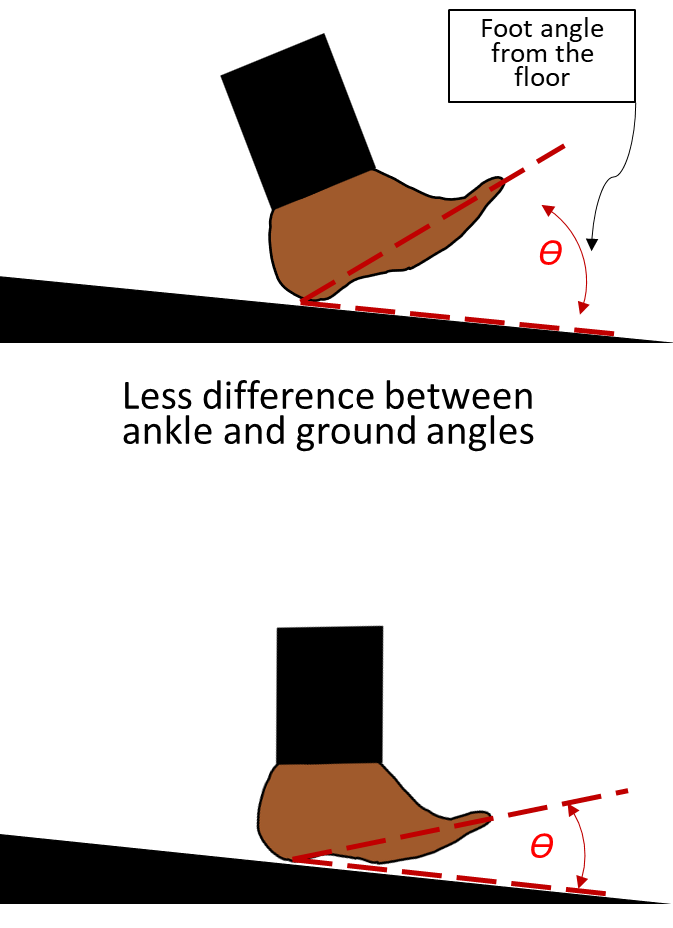 Foot angle
from the
floor
Ɵ
Less difference between
ankle and ground angles
Ɵ